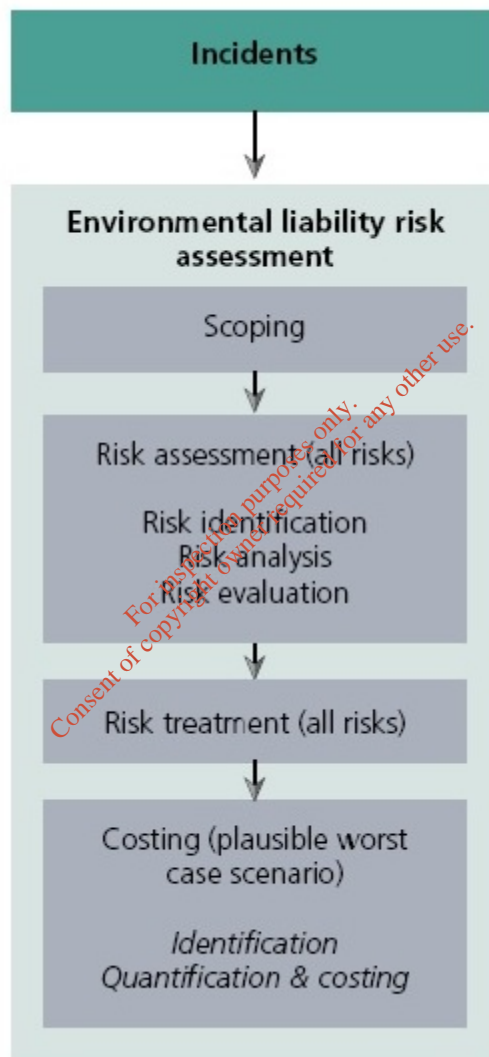 Incidents
Environmental liability risk
assessment
Scoping
Risk assessment (all risks)
Risk identification
Risk analysis
Risk evaluation
Risk treatment (all risks)
Costing (plausible worst
case scenario)
Identification
Quantification & costing
For inspection purposes only.
Consent of copyright owner required for any other use.